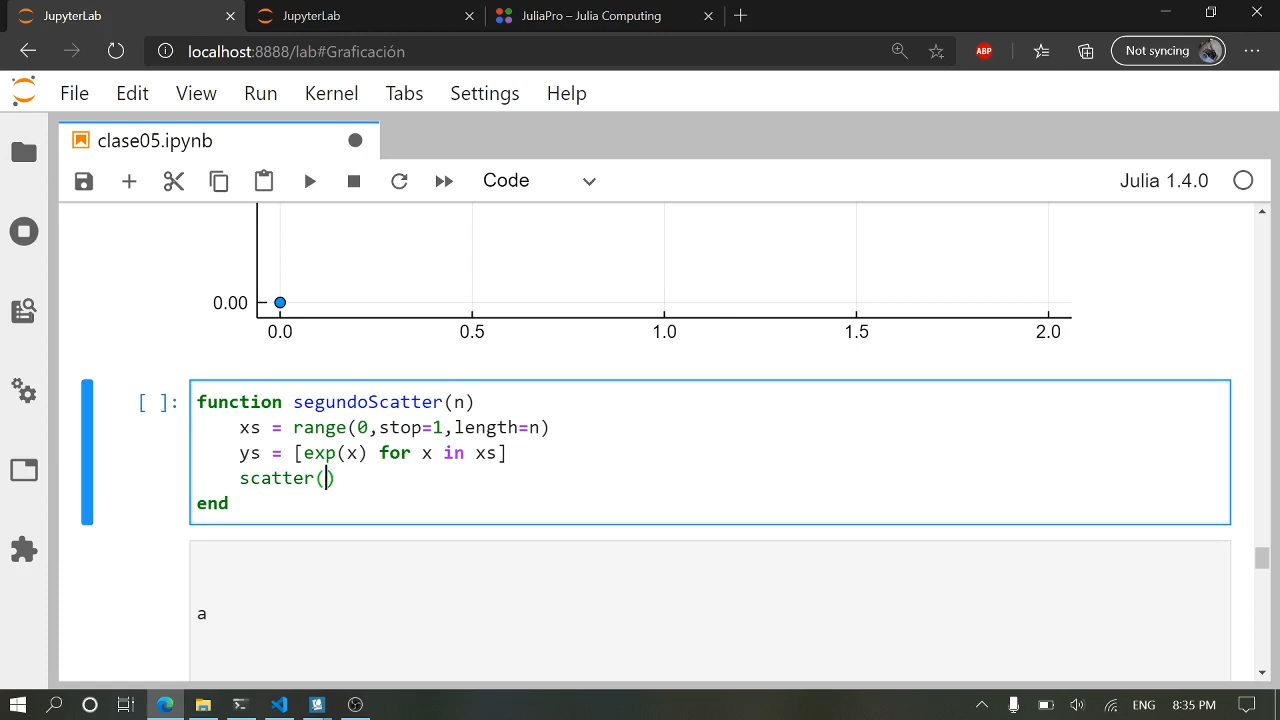 JupyterLab
JupyterLab
JuliaPro – Julia Computing
localhost:8888/lab#Graficación
ABP
Not syncing
File Edit View Run Kernel Tabs Settings Help
clase05.ipynb
Code
Julia 1.4.0
0.00
0.0 0.5 1.0 1.5 2.0
[ ]:
function segundoScatter(n)
xs = range(0,stop=1,length=n)
ys = [exp(x) for x in xs]
scatter()
end
a
ENG 8:35 PM